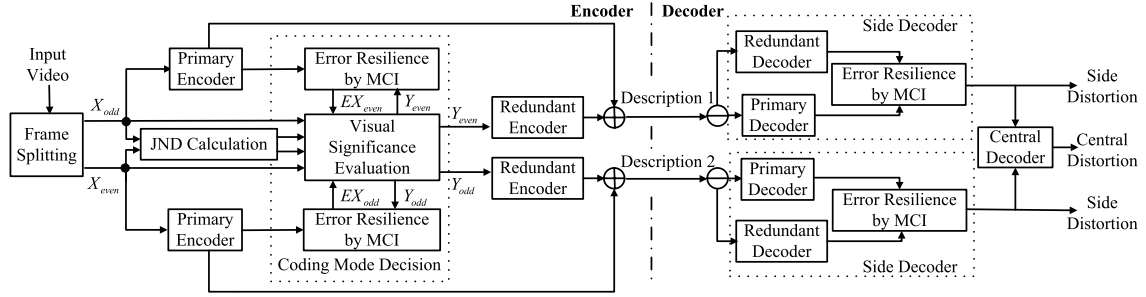 Encoder
Decoder
Input
Video
Primary
Encoder
Error Resilience
by MCI
X_odd
EX_even
Y_even
Frame
Splitting
JND Calculation
Visual
Significance
Evaluation
Y_even
Redundant
Encoder
X_even
Y_odd
Redundant
Encoder
EX_odd
Y_odd
Primary
Encoder
Error Resilience
by MCI
Coding Mode Decision
Description 1
Description 2
Side Decoder
Redundant
Decoder
Primary
Decoder
Error Resilience
by MCI
Side
Distortion
Central
Decoder
Central
Distortion
Primary
Decoder
Redundant
Decoder
Error Resilience
by MCI
Side
Distortion
Side Decoder